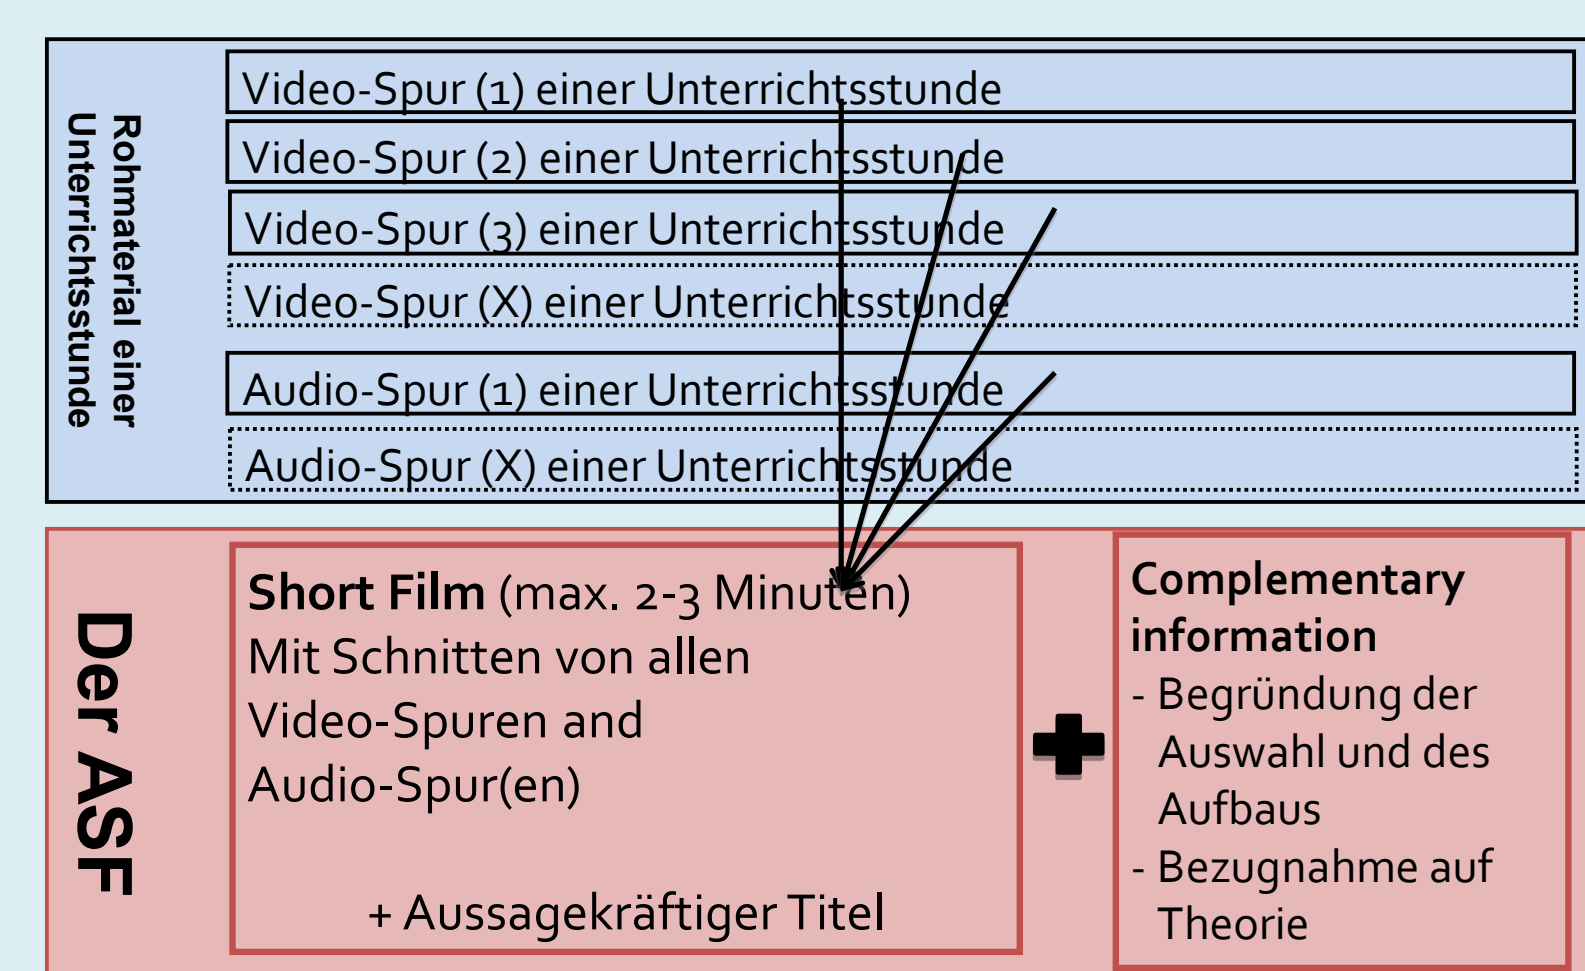 Rohmaterial einer
Unterrichtsstunde
Video-Spur (1) einer Unterrichtsstunde
Video-Spur (2) einer Unterrichtsstunde
Video-Spur (3) einer Unterrichtsstunde
Video-Spur (X) einer Unterrichtsstunde
Audio-Spur (1) einer Unterrichtsstunde
Audio-Spur (X) einer Unterrichtsstunde
Der ASF
Short Film (max. 2-3 Minuten)
Mit Schnitten von allen
Video-Spuren and
Audio-Spur(en)
+ Aussagekräftiger Titel
Complementary
information
- Begründung der
Auswahl und des
Aufbaus
- Bezugnahme auf
Theorie